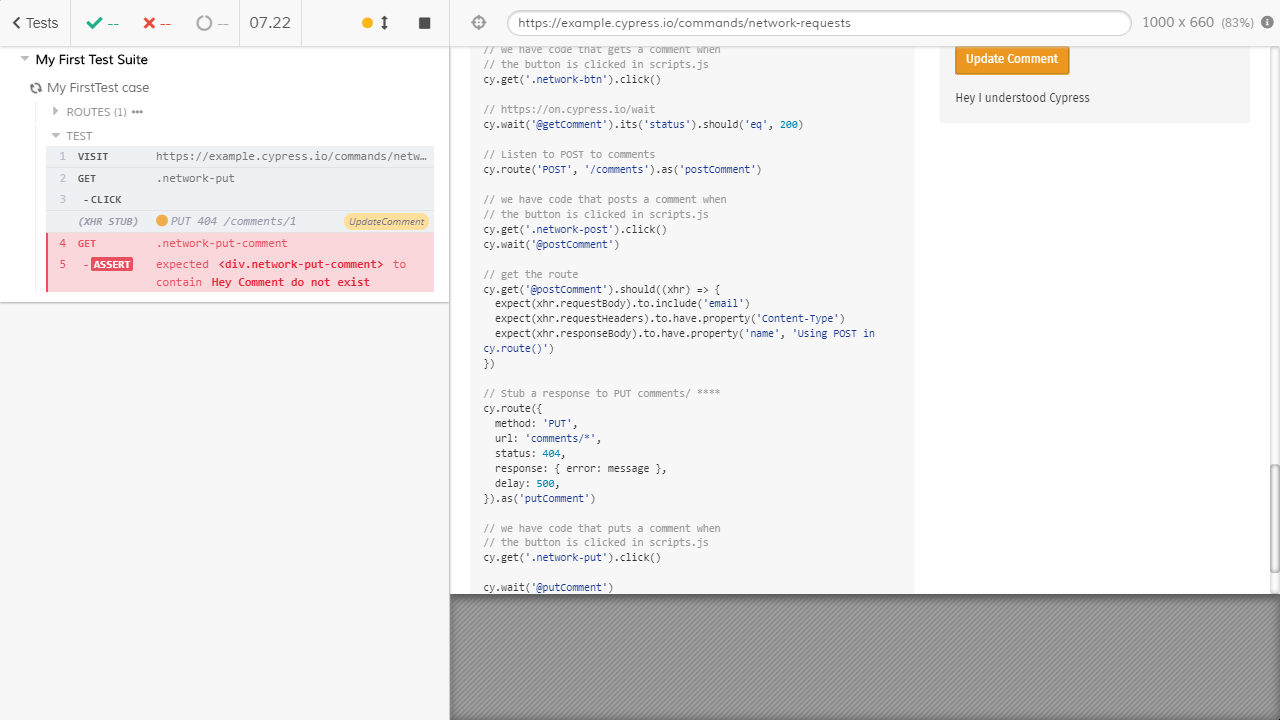 Tests
--
--
--
07.22
https://example.cypress.io/commands/network-requests
1000 x 660 (83%)
My First Test Suite
My FirstTest case
ROUTES (1)
TEST
1 VISIT https://example.cypress.io/commands/netw…
2 GET .network-put
3 -CLICK
(XHR STUB) PUT 404 /comments/1 UpdateComment
4 GET .network-put-comment
5 -ASSERT expected <div.network-put-comment> to
contain Hey Comment do not exist
// we have code that gets a comment when
// the button is clicked in scripts.js
cy.get('.network-btn').click()
// https://on.cypress.io/wait
cy.wait('@getComment').its('status').should('eq', 200)
// Listen to POST to comments
cy.route('POST', '/comments').as('postComment')
// we have code that posts a comment when
// the button is clicked in scripts.js
cy.get('.network-post').click()
cy.wait('@postComment')
// get the route
cy.get('@postComment').should((xhr) => {
expect(xhr.requestBody).to.include('email')
expect(xhr.requestHeaders).to.have.property('Content-Type')
expect(xhr.responseBody).to.have.property('name', 'Using POST in
cy.route()')
})
// Stub a response to PUT comments/ ****
cy.route({
method: 'PUT',
url: 'comments/*',
status: 404,
response: { error: message },
delay: 500,
}).as('putComment')
// we have code that puts a comment when
// the button is clicked in scripts.js
cy.get('.network-put').click()
cy.wait('@putComment')
Update Comment
Hey I understood Cypress